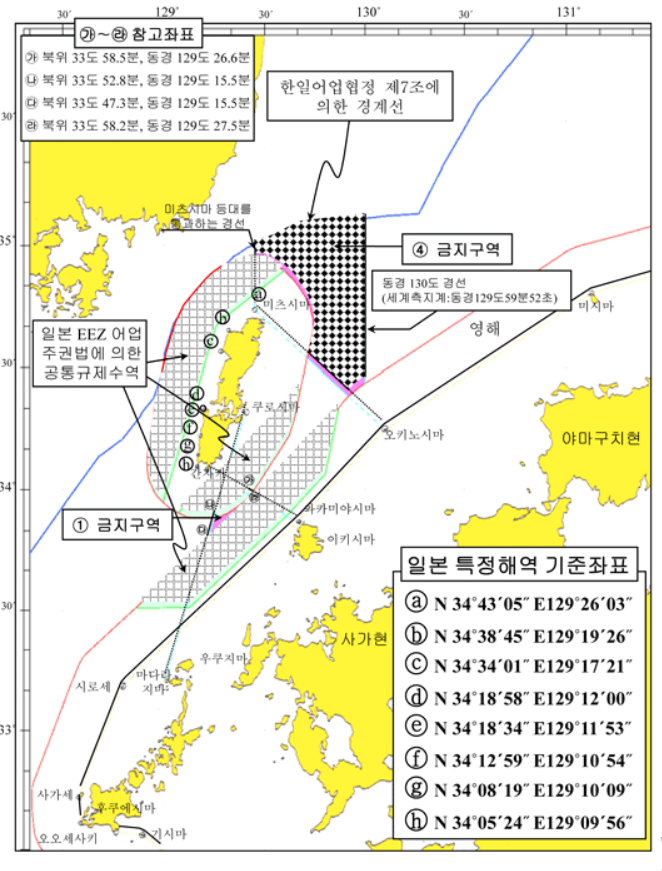 129°
30′
130°
30′
131°
㉮～㉱ 참고좌표
㉮ 북위 33도 58.5분, 동경 129도 26.6분
㉯ 북위 33도 52.8분, 동경 129도 15.5분
㉰ 북위 33도 47.3분, 동경 129도 15.5분
㉱ 북위 33도 58.2분, 동경 129도 27.5분
한일어업협정 제7조에
의한 경계선
30′
미츠시마 등대를
통과하는 경선
35°
④ 금지구역
ⓐ
미츠시마
동경 130도 경선
(세계측지계:동경129도59분52초)
미시마
ⓑ
영해
일본 EEZ 어업
주권법에 의한
공통규제수역
ⓒ
30′
ⓓ
ⓔ
쿠로시마
ⓕ
오키노시마
야마구치현
ⓖ
ⓗ
34°
㉮
㉱
㉯
와카미야시마
① 금지구역
㉰
이키시마
일본 특정해역 기준좌표
ⓐ N 34°43′05″ E129°26′03″
30′
ⓑ N 34°38′45″ E129°19′26″
사가현
ⓒ N 34°34′01″ E129°17′21″
우쿠지마
마다라
지마
시로세
ⓓ N 34°18′58″ E129°12′00″
33°
ⓔ N 34°18′34″ E129°11′53″
ⓕ N 34°12′59″ E129°10′54″
사가세
후쿠에시마
ⓖ N 34°08′19″ E129°10′09″
오오세사키
기시마
ⓗ N 34°05′24″ E129°09′56″